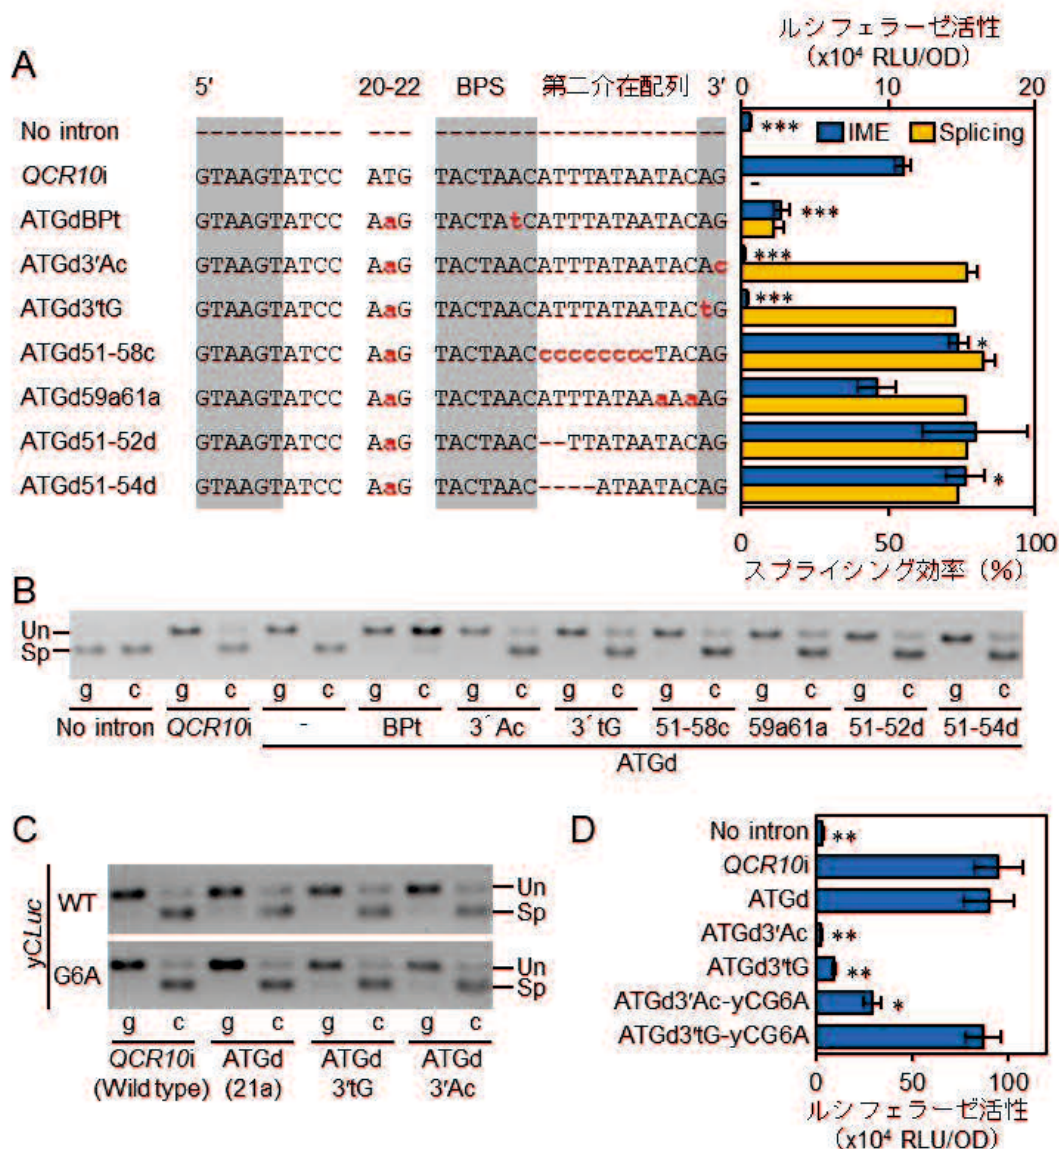 ルシフェラーゼ活性
(x10⁴ RLU/OD)
A
5′ 20-22 BPS 第二介在配列 3′ 0 10 20
No intron ---------- --- -------------------- ***
IME Splicing
QCR10i GTAAGTATCC ATG TACTAACATTTATAATACAG -
ATGdBPt GTAAGTATCC AaG TACTAtCATTTATAATACAG ***
ATGd3′Ac GTAAGTATCC AaG TACTAACATTTATAATACAc ***
ATGd3′tG GTAAGTATCC AaG TACTAACATTTATAATACtG ***
ATGd51-58c GTAAGTATCC AaG TACTAACccccccccTACAG *
ATGd59a61a GTAAGTATCC AaG TACTAACATTTATAAaAaAG
ATGd51-52d GTAAGTATCC AaG TACTAAC--TTATAATACAG
ATGd51-54d GTAAGTATCC AaG TACTAAC----ATAATACAG *
0 50 100
スプライシング効率 (%)
B
Un
Sp
g c g c g c g c g c g c g c g c g c g c
No intron QCR10i - BPt 3′Ac 3′tG 51-58c 59a61a 51-52d 51-54d
ATGd
C
yCLuc
WT
Un
Sp
G6A
Un
Sp
g c g c g c g c
QCR10i ATGd ATGd ATGd
(Wild type) (21a) 3′tG 3′Ac
D
No intron **
QCR10i
ATGd
ATGd3′Ac **
ATGd3′tG **
ATGd3′Ac-yCG6A *
ATGd3′tG-yCG6A
0 50 100
ルシフェラーゼ活性
(x10⁴ RLU/OD)